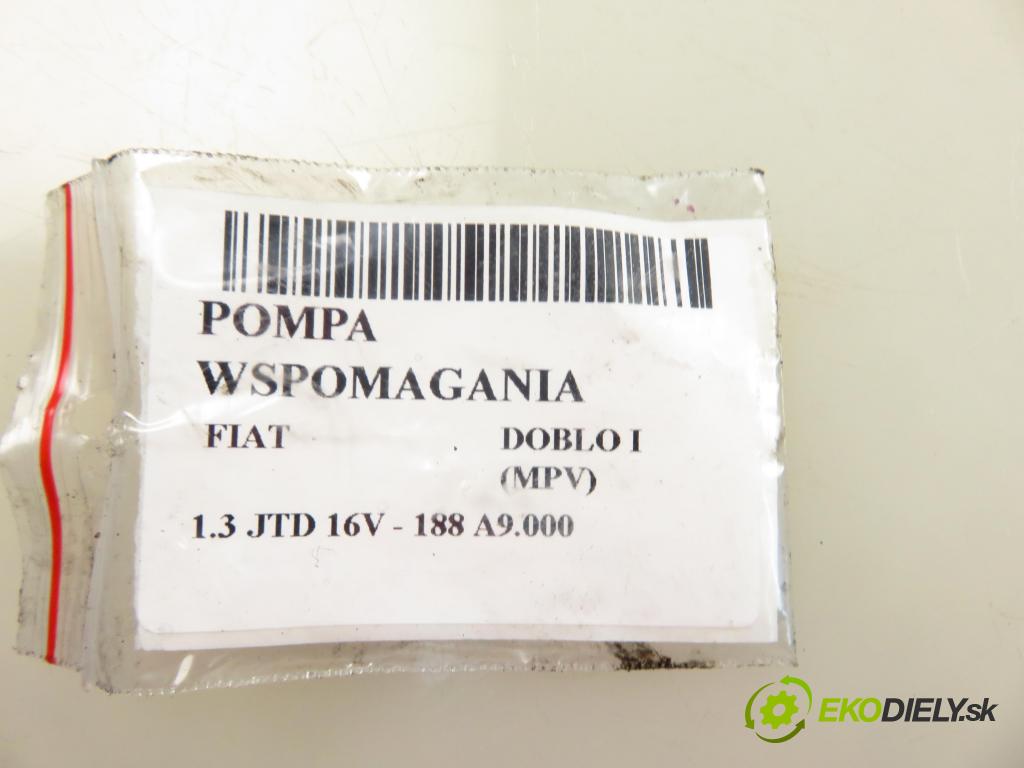 POMPA
WSPOMAGANIA
FIAT DOBLO I
(MPV)
1.3 JTD 16V - 188 A9.000
EKODIELY.sk